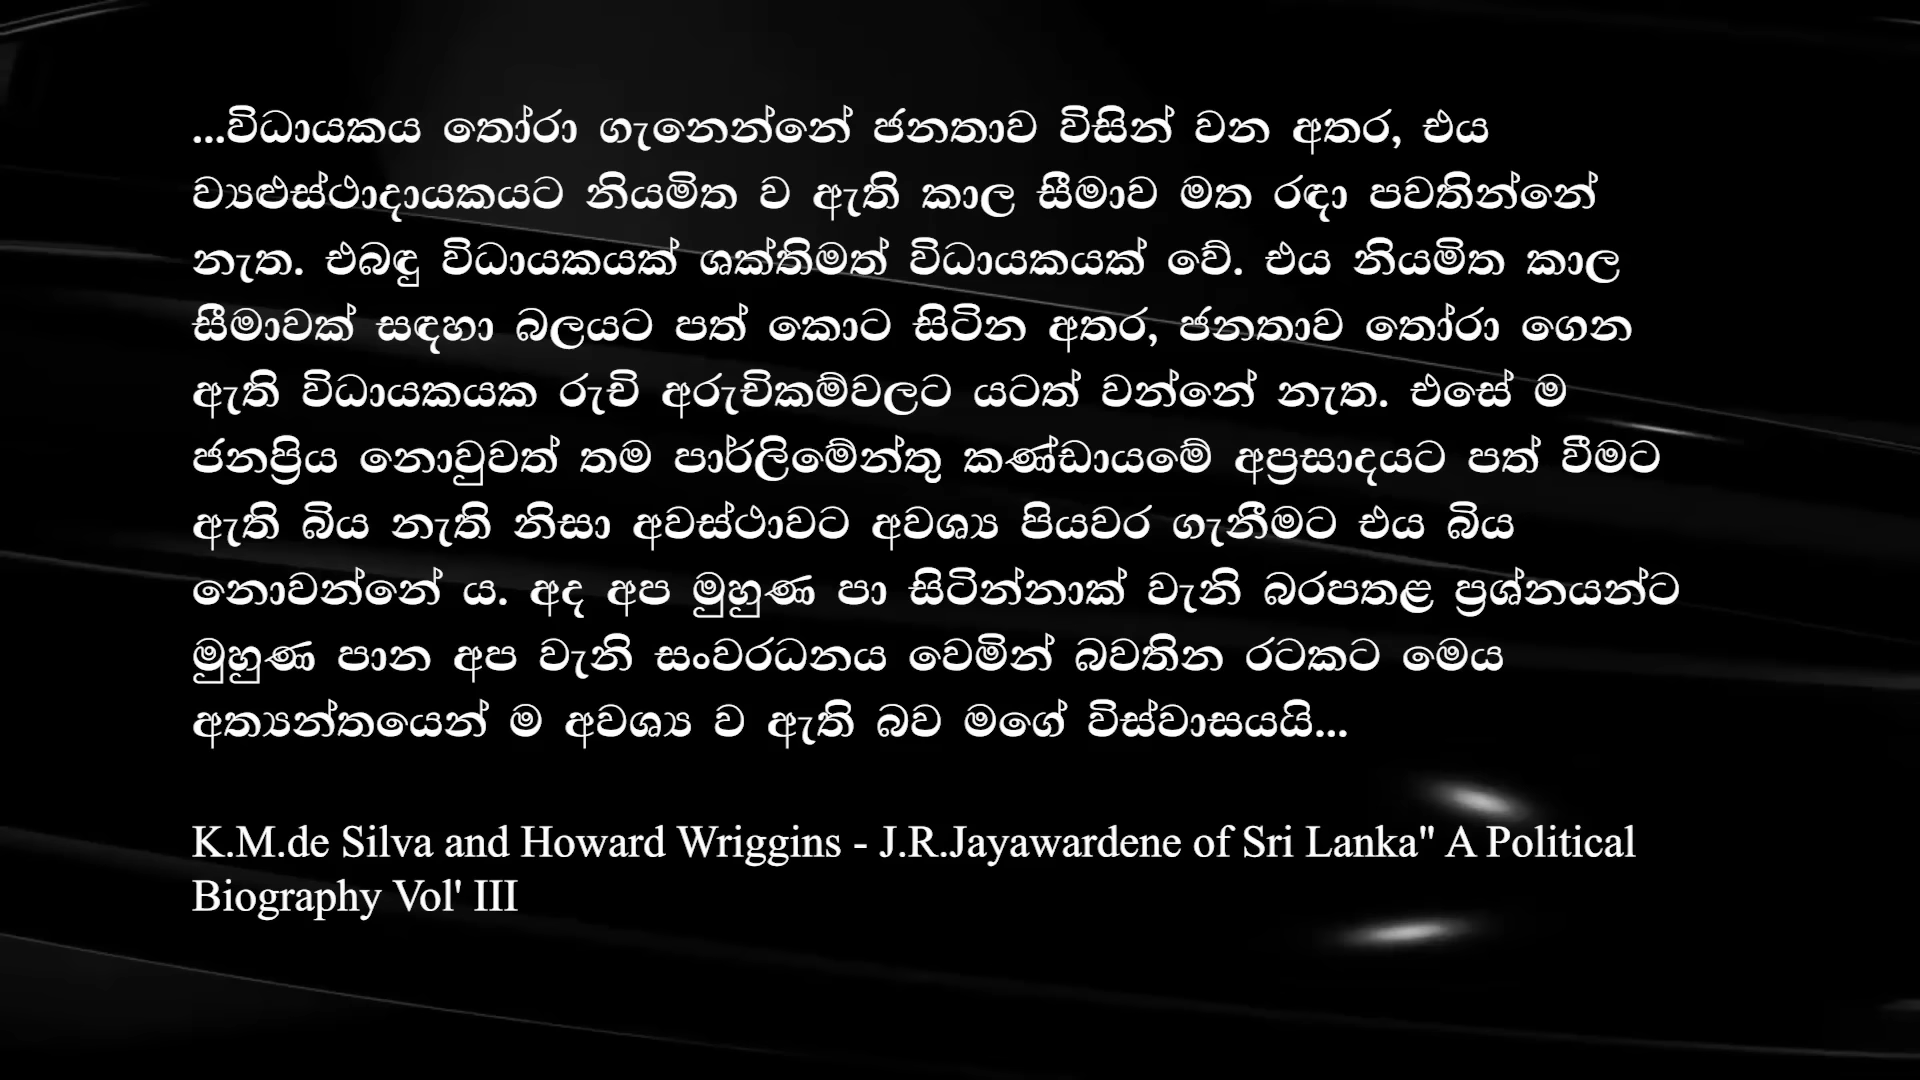 ...විධායකය තෝරා ගැනෙන්නේ ජනතාව විසින් වන අතර, එය
ව්‍යළුස්ථාදායකයට නියමිත ව ඇති කාල සීමාව මත රඳා පවතින්නේ
නැත. එබඳු විධායකයක් ශක්තිමත් විධායකයක් වේ. එය නියමිත කාල
සීමාවක් සඳහා බලයට පත් කොට සිටින අතර, ජනතාව තෝරා ගෙන
ඇති විධායකයක රුචි අරුචිකම්වලට යටත් වන්නේ නැත. එසේ ම
ජනප්‍රිය නොවුවත් තම පාර්ලිමේන්තු කණ්ඩායමේ අප්‍රසාදයට පත් වීමට
ඇති බිය නැති නිසා අවස්ථාවට අවශ්‍ය පියවර ගැනීමට එය බිය
නොවන්නේ ය. අද අප මුහුණ පා සිටින්නාක් වැනි බරපතළ ප්‍රශ්නයන්ට
මුහුණ පාන අප වැනි සංවරධනය වෙමින් බවතින රටකට මෙය
අත්‍යන්තයෙන් ම අවශ්‍ය ව ඇති බව මගේ විස්වාසයයි...
K.M.de Silva and Howard Wriggins - J.R.Jayawardene of Sri Lanka" A Political
Biography Vol' III